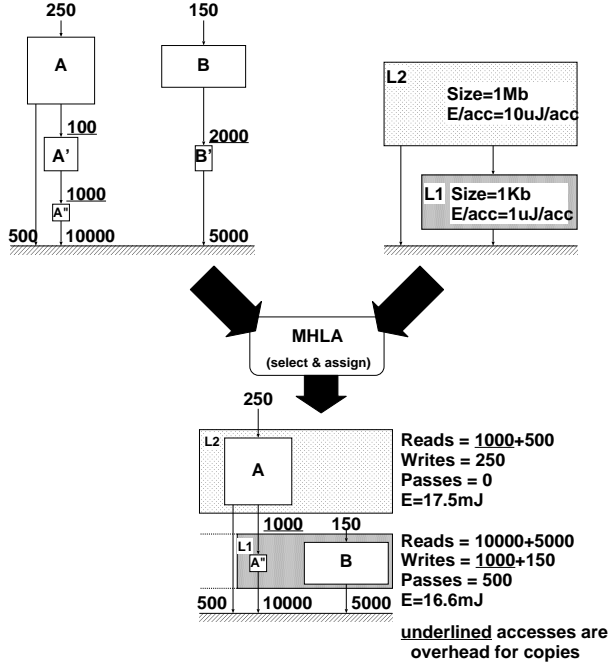 250
150
A
B
L2
Size=1Mb
E/acc=10uJ/acc
100
2000
A'
B'
L1 Size=1Kb
E/acc=1uJ/acc
1000
A"
500 10000
5000
MHLA
(select & assign)
250
L2
A
Reads = 1000+500
Writes = 250
Passes = 0
E=17.5mJ
1000 150
L1
A"
B
Reads = 10000+5000
Writes = 1000+150
Passes = 500
E=16.6mJ
500 10000 5000
underlined accesses are
overhead for copies